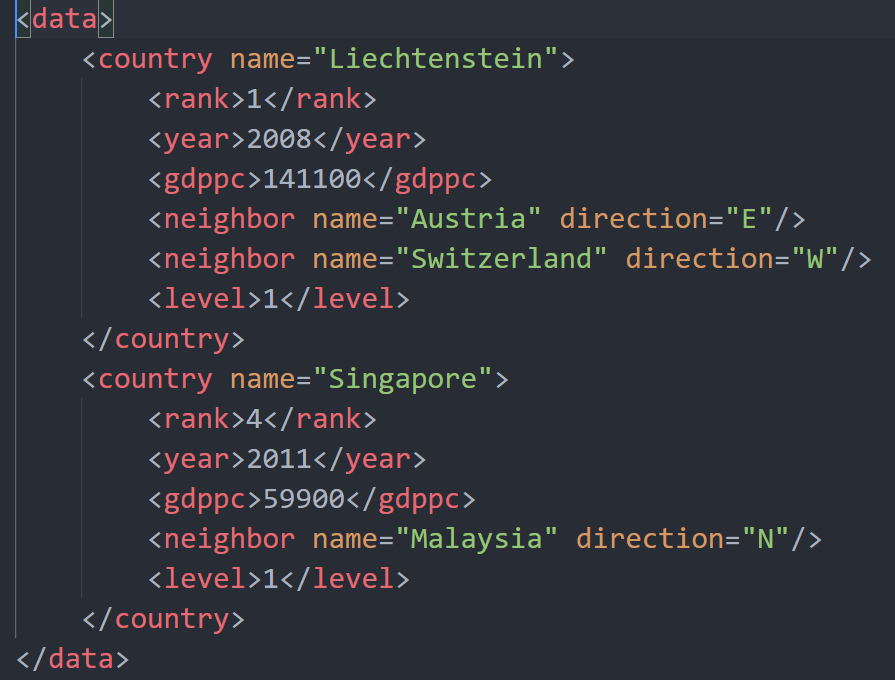 <data>
    <country name="Liechtenstein">
        <rank>1</rank>
        <year>2008</year>
        <gdppc>141100</gdppc>
        <neighbor name="Austria" direction="E"/>
        <neighbor name="Switzerland" direction="W"/>
        <level>1</level>
    </country>
    <country name="Singapore">
        <rank>4</rank>
        <year>2011</year>
        <gdppc>59900</gdppc>
        <neighbor name="Malaysia" direction="N"/>
        <level>1</level>
    </country>
</data>